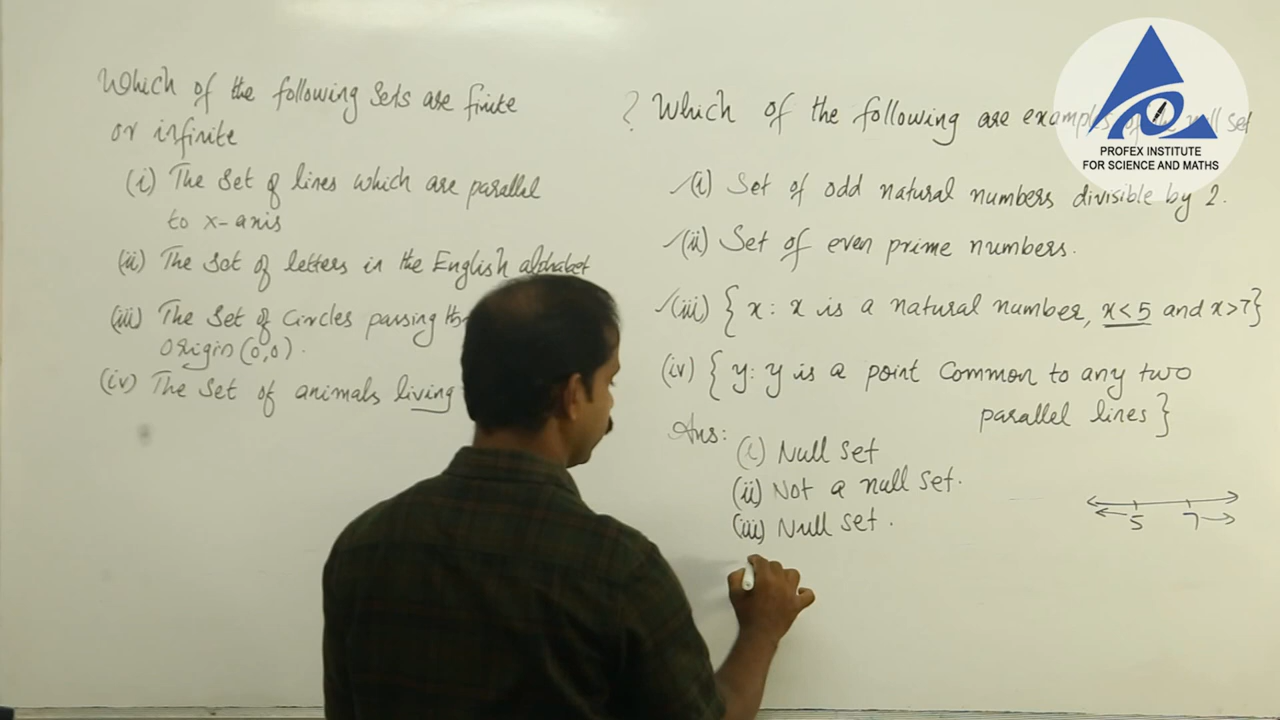 Which of the following sets are finite
or infinite
(i) The set of lines which are parallel
to x-axis
(ii) The set of letters in the English alphabet
(iii) The set of Circles passing
origin (0,0).
(iv) The set of animals living
? Which of the following are examples of the null set
(i) Set of odd natural numbers divisible by 2.
(ii) Set of even prime numbers.
(iii) { x: x is a natural number, x<5 and x>7}
(iv) { y: y is a point Common to any two
parallel lines }
Ans:
(i) Null set
(ii) Not a null set.
(iii) Null set.
5 7
PROFEX INSTITUTE
FOR SCIENCE AND MATHS